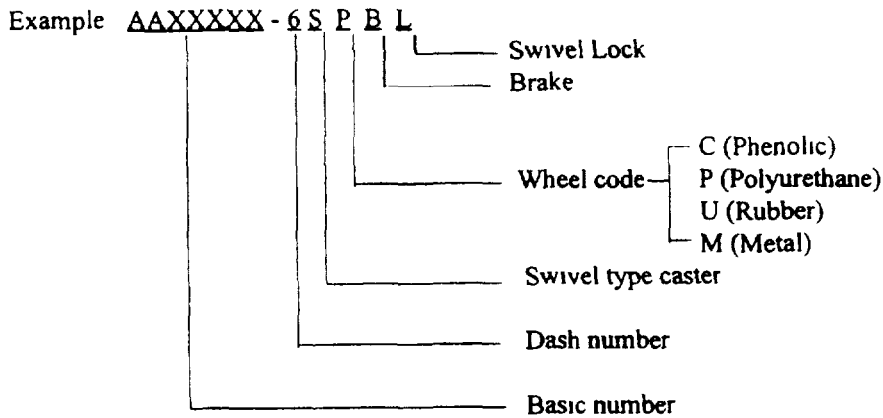 Example AAXXXXX - 6 S P B L
Swivel Lock
Brake
C (Phenolic)
Wheel code P (Polyurethane)
U (Rubber)
M (Metal)
Swivel type caster
Dash number
Basic number